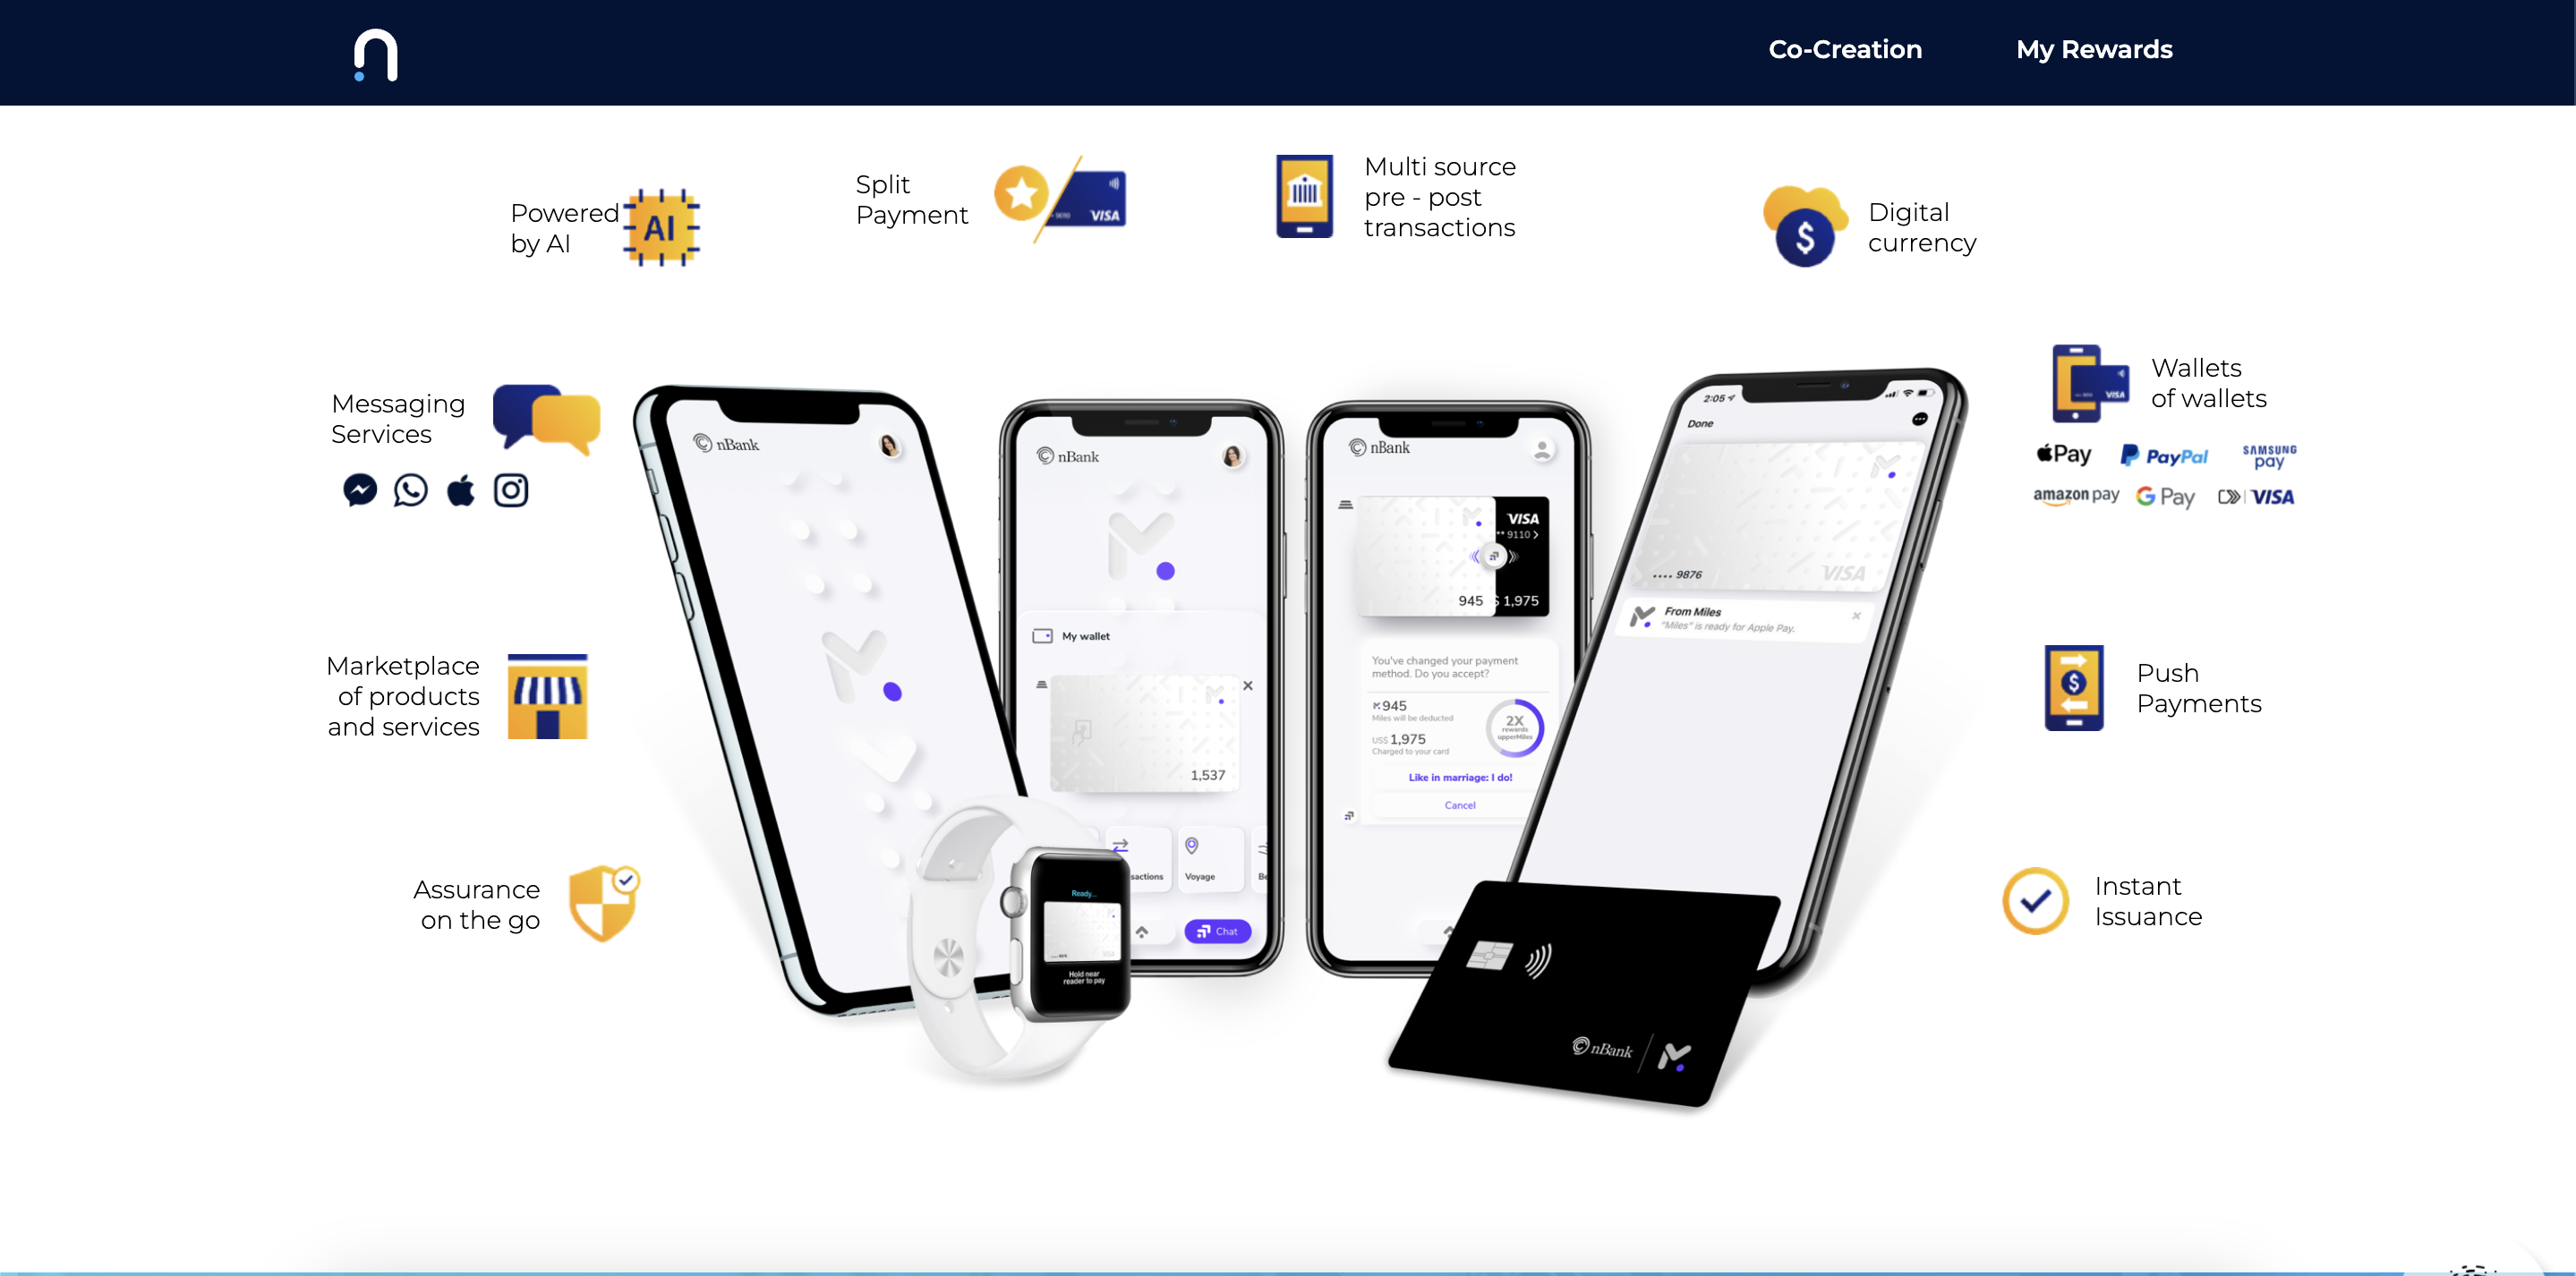 Co-Creation
My Rewards
Powered
by AI
AI
Split
Payment
VISA
Multi source
pre - post
transactions
$
Digital
currency
Messaging
Services
Marketplace
of products
and services
Assurance
on the go
nBank
nBank
My wallet
1,537
sactions
Voyage
Be
Chat
Ready...
Hold near
reader to pay
nBank
VISA
** 9110 >
945
$ 1,975
You've changed your payment
method. Do you accept?
945
Miles will be deducted
US$ 1,975
Charged to your card
2X
rewards
upperMiles
Like in marriage: I do!
Cancel
2:05
Done
•••• 9876
VISA
From Miles
"Miles" is ready for Apple Pay.
nBank
Wallets
of wallets
VISA
Pay
PayPal
SAMSUNG
pay
amazon pay
G Pay
VISA
Push
Payments
$
Instant
Issuance